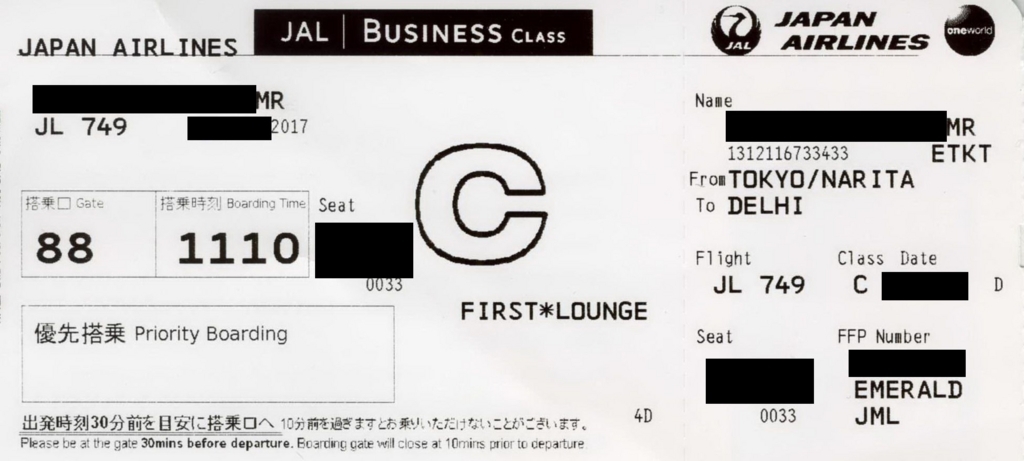 JAPAN AIRLINES
JAL | BUSINESS CLASS
JAL
JAPAN
AIRLINES
oneworld
MR
JL 749 2017
搭乗口 Gate
88
搭乗時刻 Boarding Time
1110
Seat
0033
C
FIRST*LOUNGE
優先搭乗 Priority Boarding
出発時刻30分前を目安に搭乗口へ 10分前を過ぎますとお乗りいただけないことがございます。
Please be at the gate 30mins before departure. Boarding gate will close at 10mins prior to departure.
4D
Name
MR
1312116733433 ETKT
From TOKYO/NARITA
To DELHI
Flight Class Date
JL 749 C D
Seat FFP Number
EMERALD
0033 JML